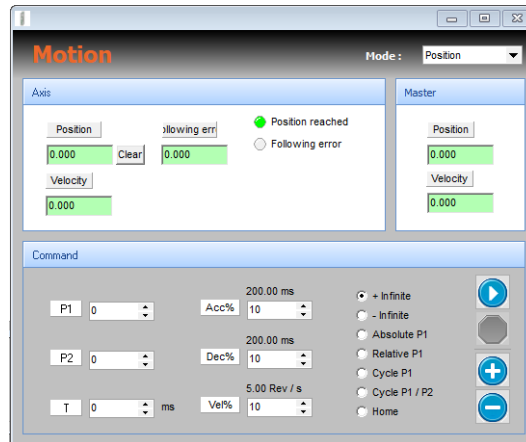 Motion
Mode :
Position
Axis
Master
Position
ollowing err
Position reached
Following error
0.000
Clear
0.000
Velocity
0.000
Position
0.000
Velocity
0.000
Command
P1
0
Acc%
200.00 ms
10
P2
0
Dec%
200.00 ms
10
T
0
ms
Vel%
5.00 Rev / s
10
+ Infinite
- Infinite
Absolute P1
Relative P1
Cycle P1
Cycle P1 / P2
Home